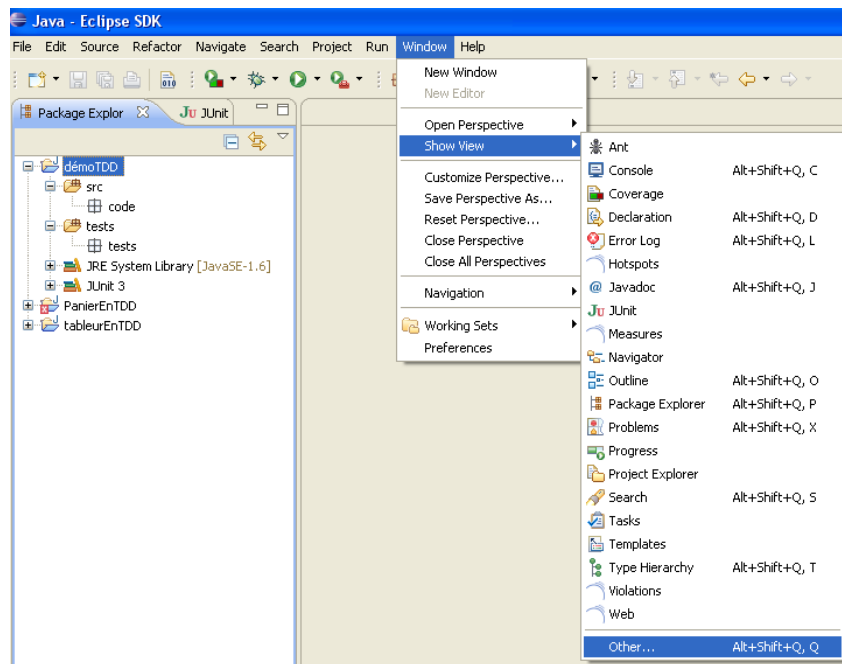 Java - Eclipse SDK
File Edit Source Refactor Navigate Search Project Run Window Help
Package Explor JUnit
démoTDD
src
code
tests
tests
JRE System Library [JavaSE-1.6]
JUnit 3
PanierEnTDD
tableurEnTDD
New Window
New Editor
Open Perspective
Show View
Customize Perspective...
Save Perspective As...
Reset Perspective...
Close Perspective
Close All Perspectives
Navigation
Working Sets
Preferences
Ant
Console Alt+Shift+Q, C
Coverage
Declaration Alt+Shift+Q, D
Error Log Alt+Shift+Q, L
Hotspots
Javadoc Alt+Shift+Q, J
JUnit
Measures
Navigator
Outline Alt+Shift+Q, O
Package Explorer Alt+Shift+Q, P
Problems Alt+Shift+Q, X
Progress
Project Explorer
Search Alt+Shift+Q, S
Tasks
Templates
Type Hierarchy Alt+Shift+Q, T
Violations
Web
Other... Alt+Shift+Q, Q